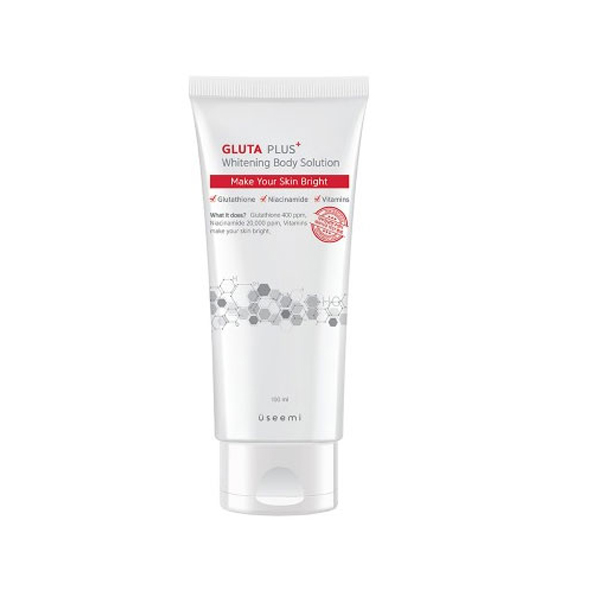 GLUTA PLUS+
Whitening Body Solution
Make Your Skin Bright
Glutathione Niacinamide Vitamins
What it does? Glutathione 400 ppm,
Niacinamide 20,000 ppm, Vitamins
make your skin bright.
HO
100 ml
üseemi